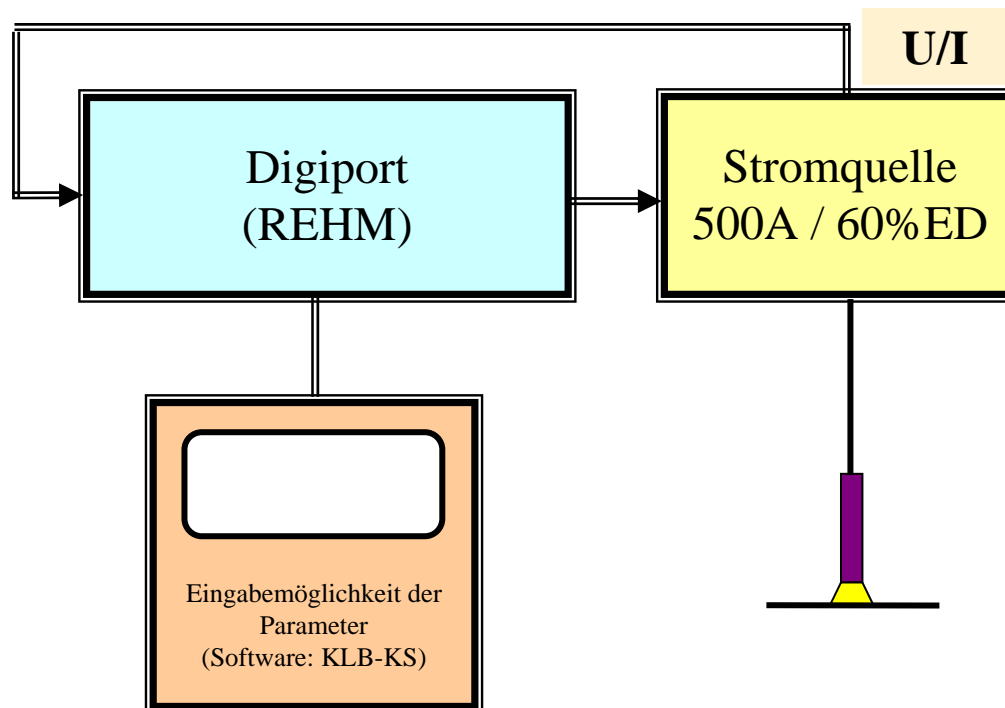 U/I
Digiport
(REHM)
Stromquelle
500A / 60%ED
Eingabemöglichkeit der
Parameter
(Software: KLB-KS)